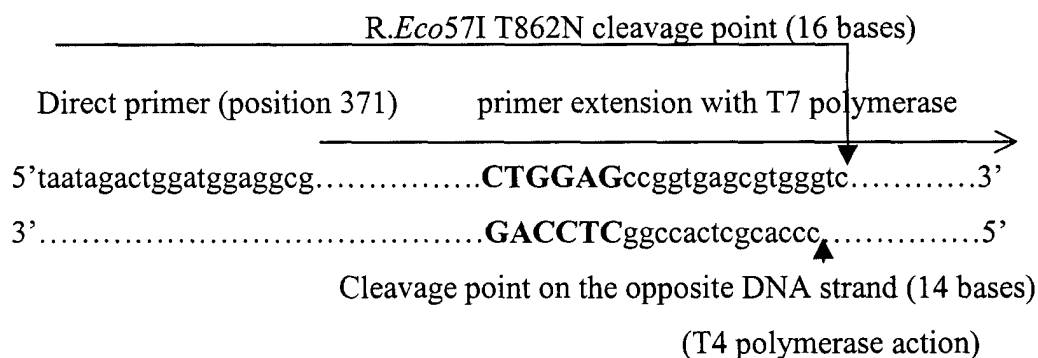 R.Eco57I T862N cleavage point (16 bases)
Direct primer (position 371) primer extension with T7 polymerase
5’taatagactggatggaggcg……………..CTGGAGccggtgagcgtgggtc…………3’
3’……………………………………GACCTCggccactcgcaccc…………..5’
Cleavage point on the opposite DNA strand (14 bases)
(T4 polymerase action)